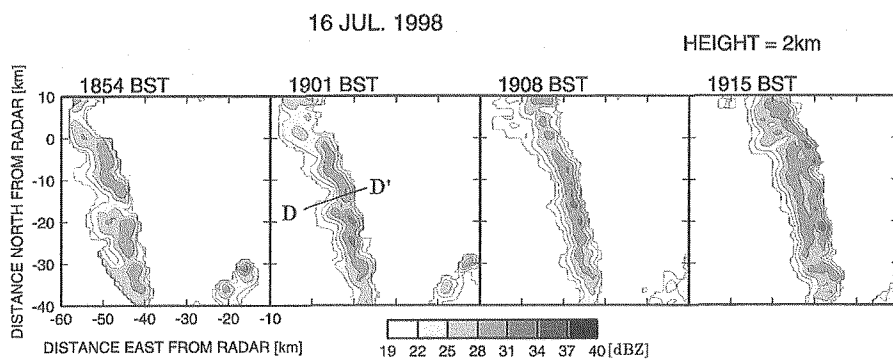 16 JUL. 1998
HEIGHT = 2km
1854 BST
1901 BST
1908 BST
1915 BST
DISTANCE NORTH FROM RADAR [km]
10
0
-10
-20
-30
-40
D D'
-60 -50 -40 -30 -20 -10
DISTANCE EAST FROM RADAR [km]
19 22 25 28 31 34 37 40 [dBZ]